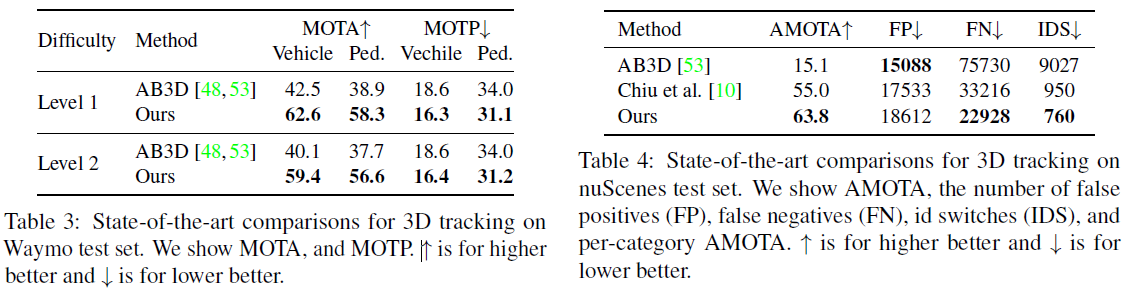 Difficulty Method MOTA↑ MOTP↓
Vehicle Ped. Vechile Ped.
Level 1 AB3D [48,53] 42.5 38.9 18.6 34.0
Ours 62.6 58.3 16.3 31.1
Level 2 AB3D [48,53] 40.1 37.7 18.6 34.0
Ours 59.4 56.6 16.4 31.2
Table 3: State-of-the-art comparisons for 3D tracking on
Waymo test set. We show MOTA, and MOTP. ↑ is for higher
better and ↓ is for lower better.
Method AMOTA↑ FP↓ FN↓ IDS↓
AB3D [53] 15.1 15088 75730 9027
Chiu et al. [10] 55.0 17533 33216 950
Ours 63.8 18612 22928 760
Table 4: State-of-the-art comparisons for 3D tracking on
nuScenes test set. We show AMOTA, the number of false
positives (FP), false negatives (FN), id switches (IDS), and
per-category AMOTA. ↑ is for higher better and ↓ is for
lower better.